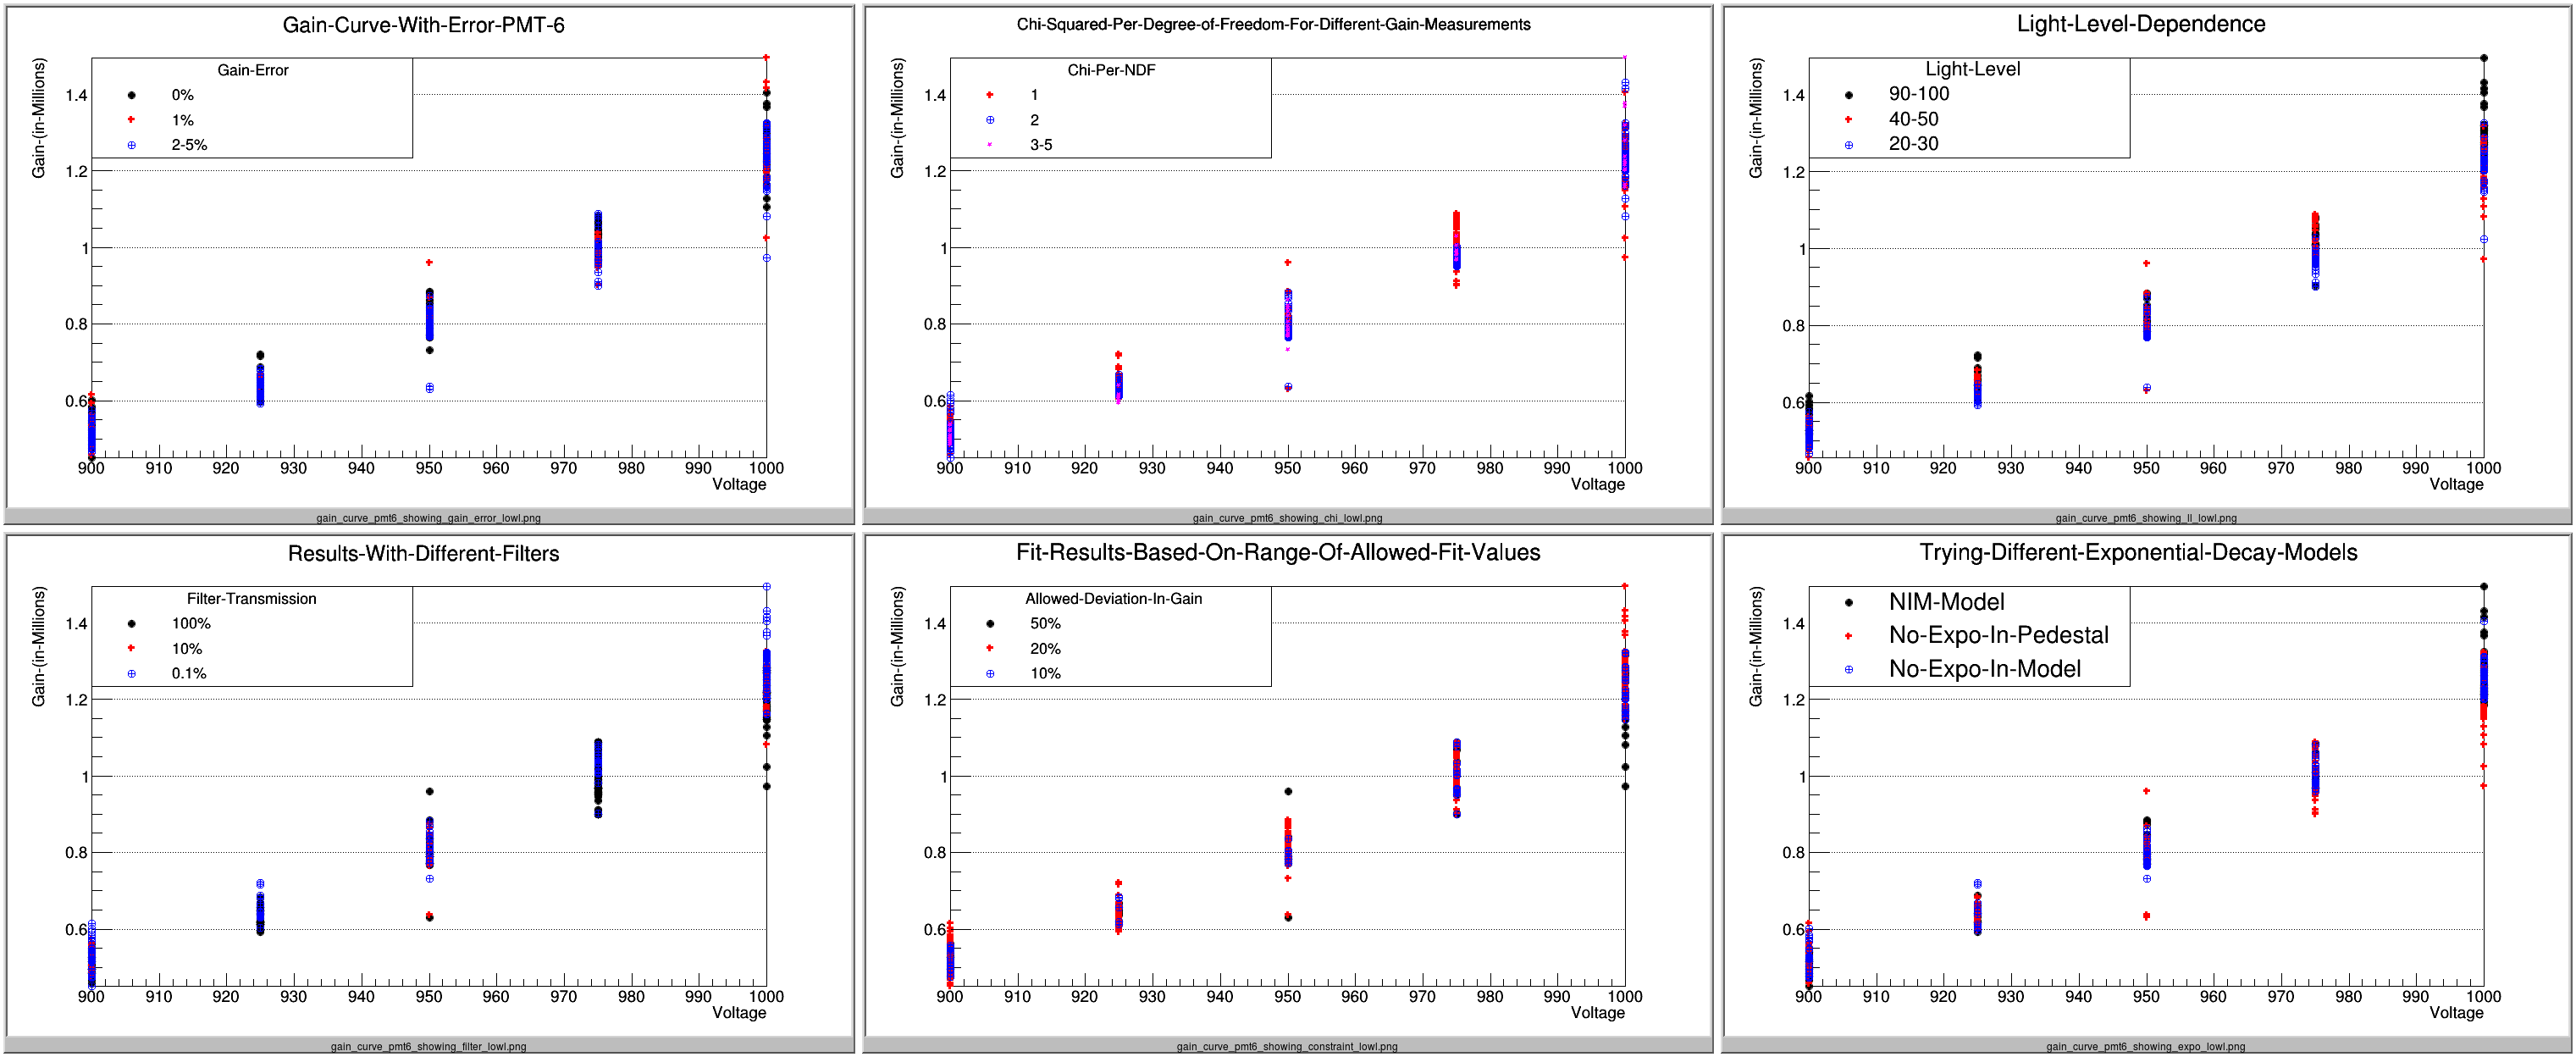 Gain-Curve-With-Error-PMT-6
Gain-(in-Millions)
Gain-Error
0%
1%
2-5%
1.4
1.2
1
0.8
0.6
900 910 920 930 940 950 960 970 980 990 1000
Voltage
gain_curve_pmt6_showing_gain_error_lowl.png
Chi-Squared-Per-Degree-of-Freedom-For-Different-Gain-Measurements
Gain-(in-Millions)
Chi-Per-NDF
1
2
3-5
1.4
1.2
1
0.8
0.6
900 910 920 930 940 950 960 970 980 990 1000
Voltage
gain_curve_pmt6_showing_chi_lowl.png
Light-Level-Dependence
Gain-(in-Millions)
Light-Level
90-100
40-50
20-30
1.4
1.2
1
0.8
0.6
900 910 920 930 940 950 960 970 980 990 1000
Voltage
gain_curve_pmt6_showing_ll_lowl.png
Results-With-Different-Filters
Gain-(in-Millions)
Filter-Transmission
100%
10%
0.1%
1.4
1.2
1
0.8
0.6
900 910 920 930 940 950 960 970 980 990 1000
Voltage
gain_curve_pmt6_showing_filter_lowl.png
Fit-Results-Based-On-Range-Of-Allowed-Fit-Values
Gain-(in-Millions)
Allowed-Deviation-In-Gain
50%
20%
10%
1.4
1.2
1
0.8
0.6
900 910 920 930 940 950 960 970 980 990 1000
Voltage
gain_curve_pmt6_showing_constraint_lowl.png
Trying-Different-Exponential-Decay-Models
Gain-(in-Millions)
NIM-Model
No-Expo-In-Pedestal
No-Expo-In-Model
1.4
1.2
1
0.8
0.6
900 910 920 930 940 950 960 970 980 990 1000
Voltage
gain_curve_pmt6_showing_expo_lowl.png